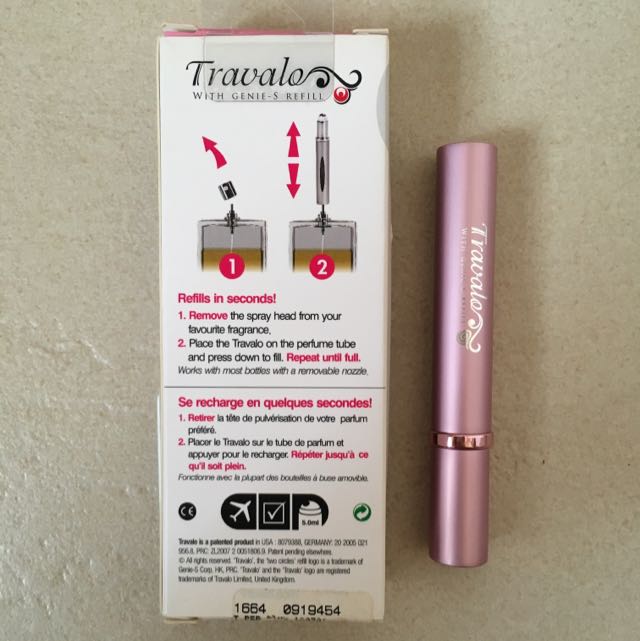 Travalo
WITH GENIE-S REFILL
1
2
Refills in seconds!
1. Remove the spray head from your
favourite fragrance.
2. Place the Travalo on the perfume tube
and press down to fill. Repeat until full.
Works with most bottles with a removable nozzle.
Se recharge en quelques secondes!
1. Retirer la tête de pulvérisation de votre parfum
préféré.
2. Placer le Travalo sur le tube de parfum et
appuyer pour le recharger. Répéter jusqu'à ce
qu'il soit plein.
Fonctionne avec la plupart des bouteilles à buse amovible.
CE
5.0ml
Travalo is a patented product in USA : 8079388, GERMANY: 20 2005 021
956.8, PRC: ZL2007 2 0051806.9. Patent pending elsewhere.
© All rights reserved. 'Travalo', the 'two circles' refill logo is a trademark of
Genie-S Corp. HK, PRC. 'Travalo' and the 'Travalo' logo are registered
trademarks of Travalo Limited, United Kingdom.
1664 0919454
Travalo
WITH